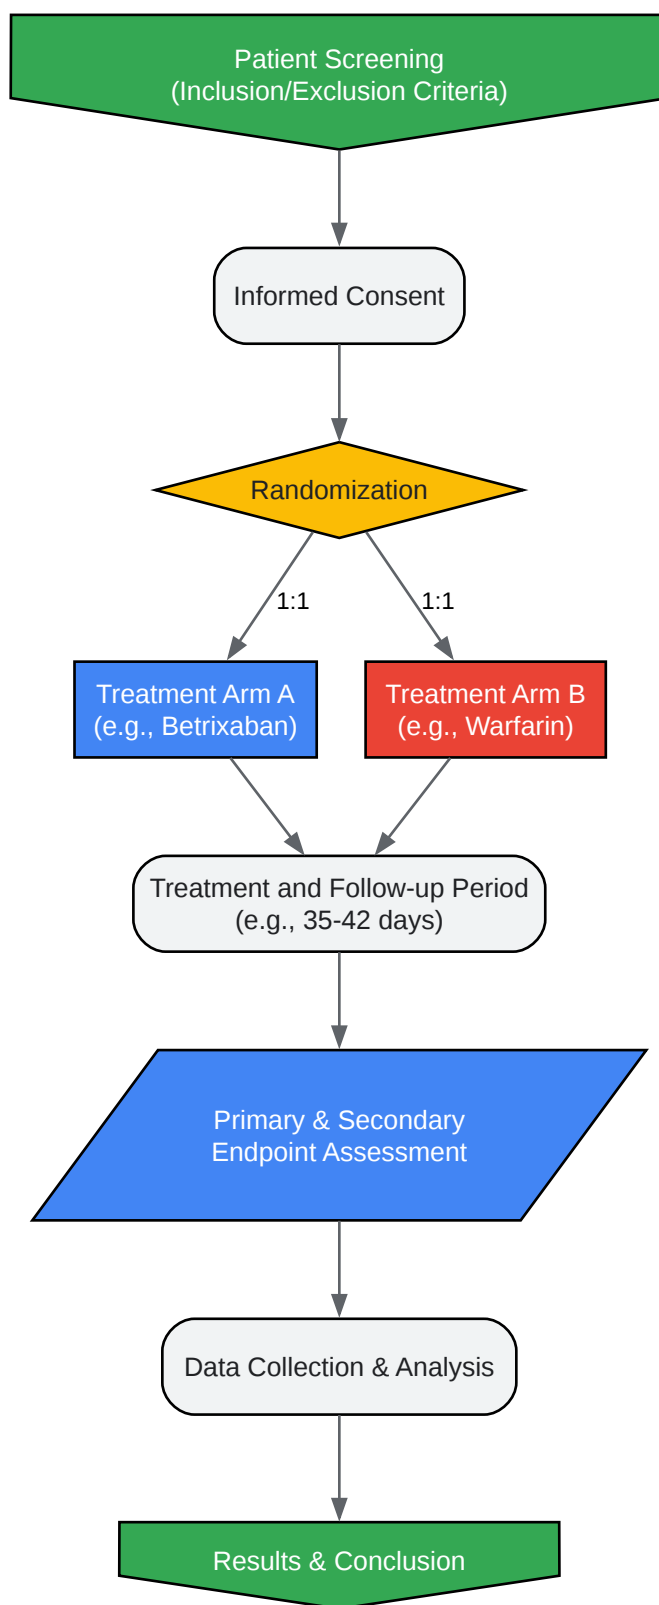 Patient Screening
(Inclusion/Exclusion Criteria)
Informed Consent
Randomization
1:1
1:1
Treatment Arm A
(e.g., Betrixaban)
Treatment Arm B
(e.g., Warfarin)
Treatment and Follow-up Period
(e.g., 35-42 days)
Primary & Secondary
Endpoint Assessment
Data Collection & Analysis
Results & Conclusion